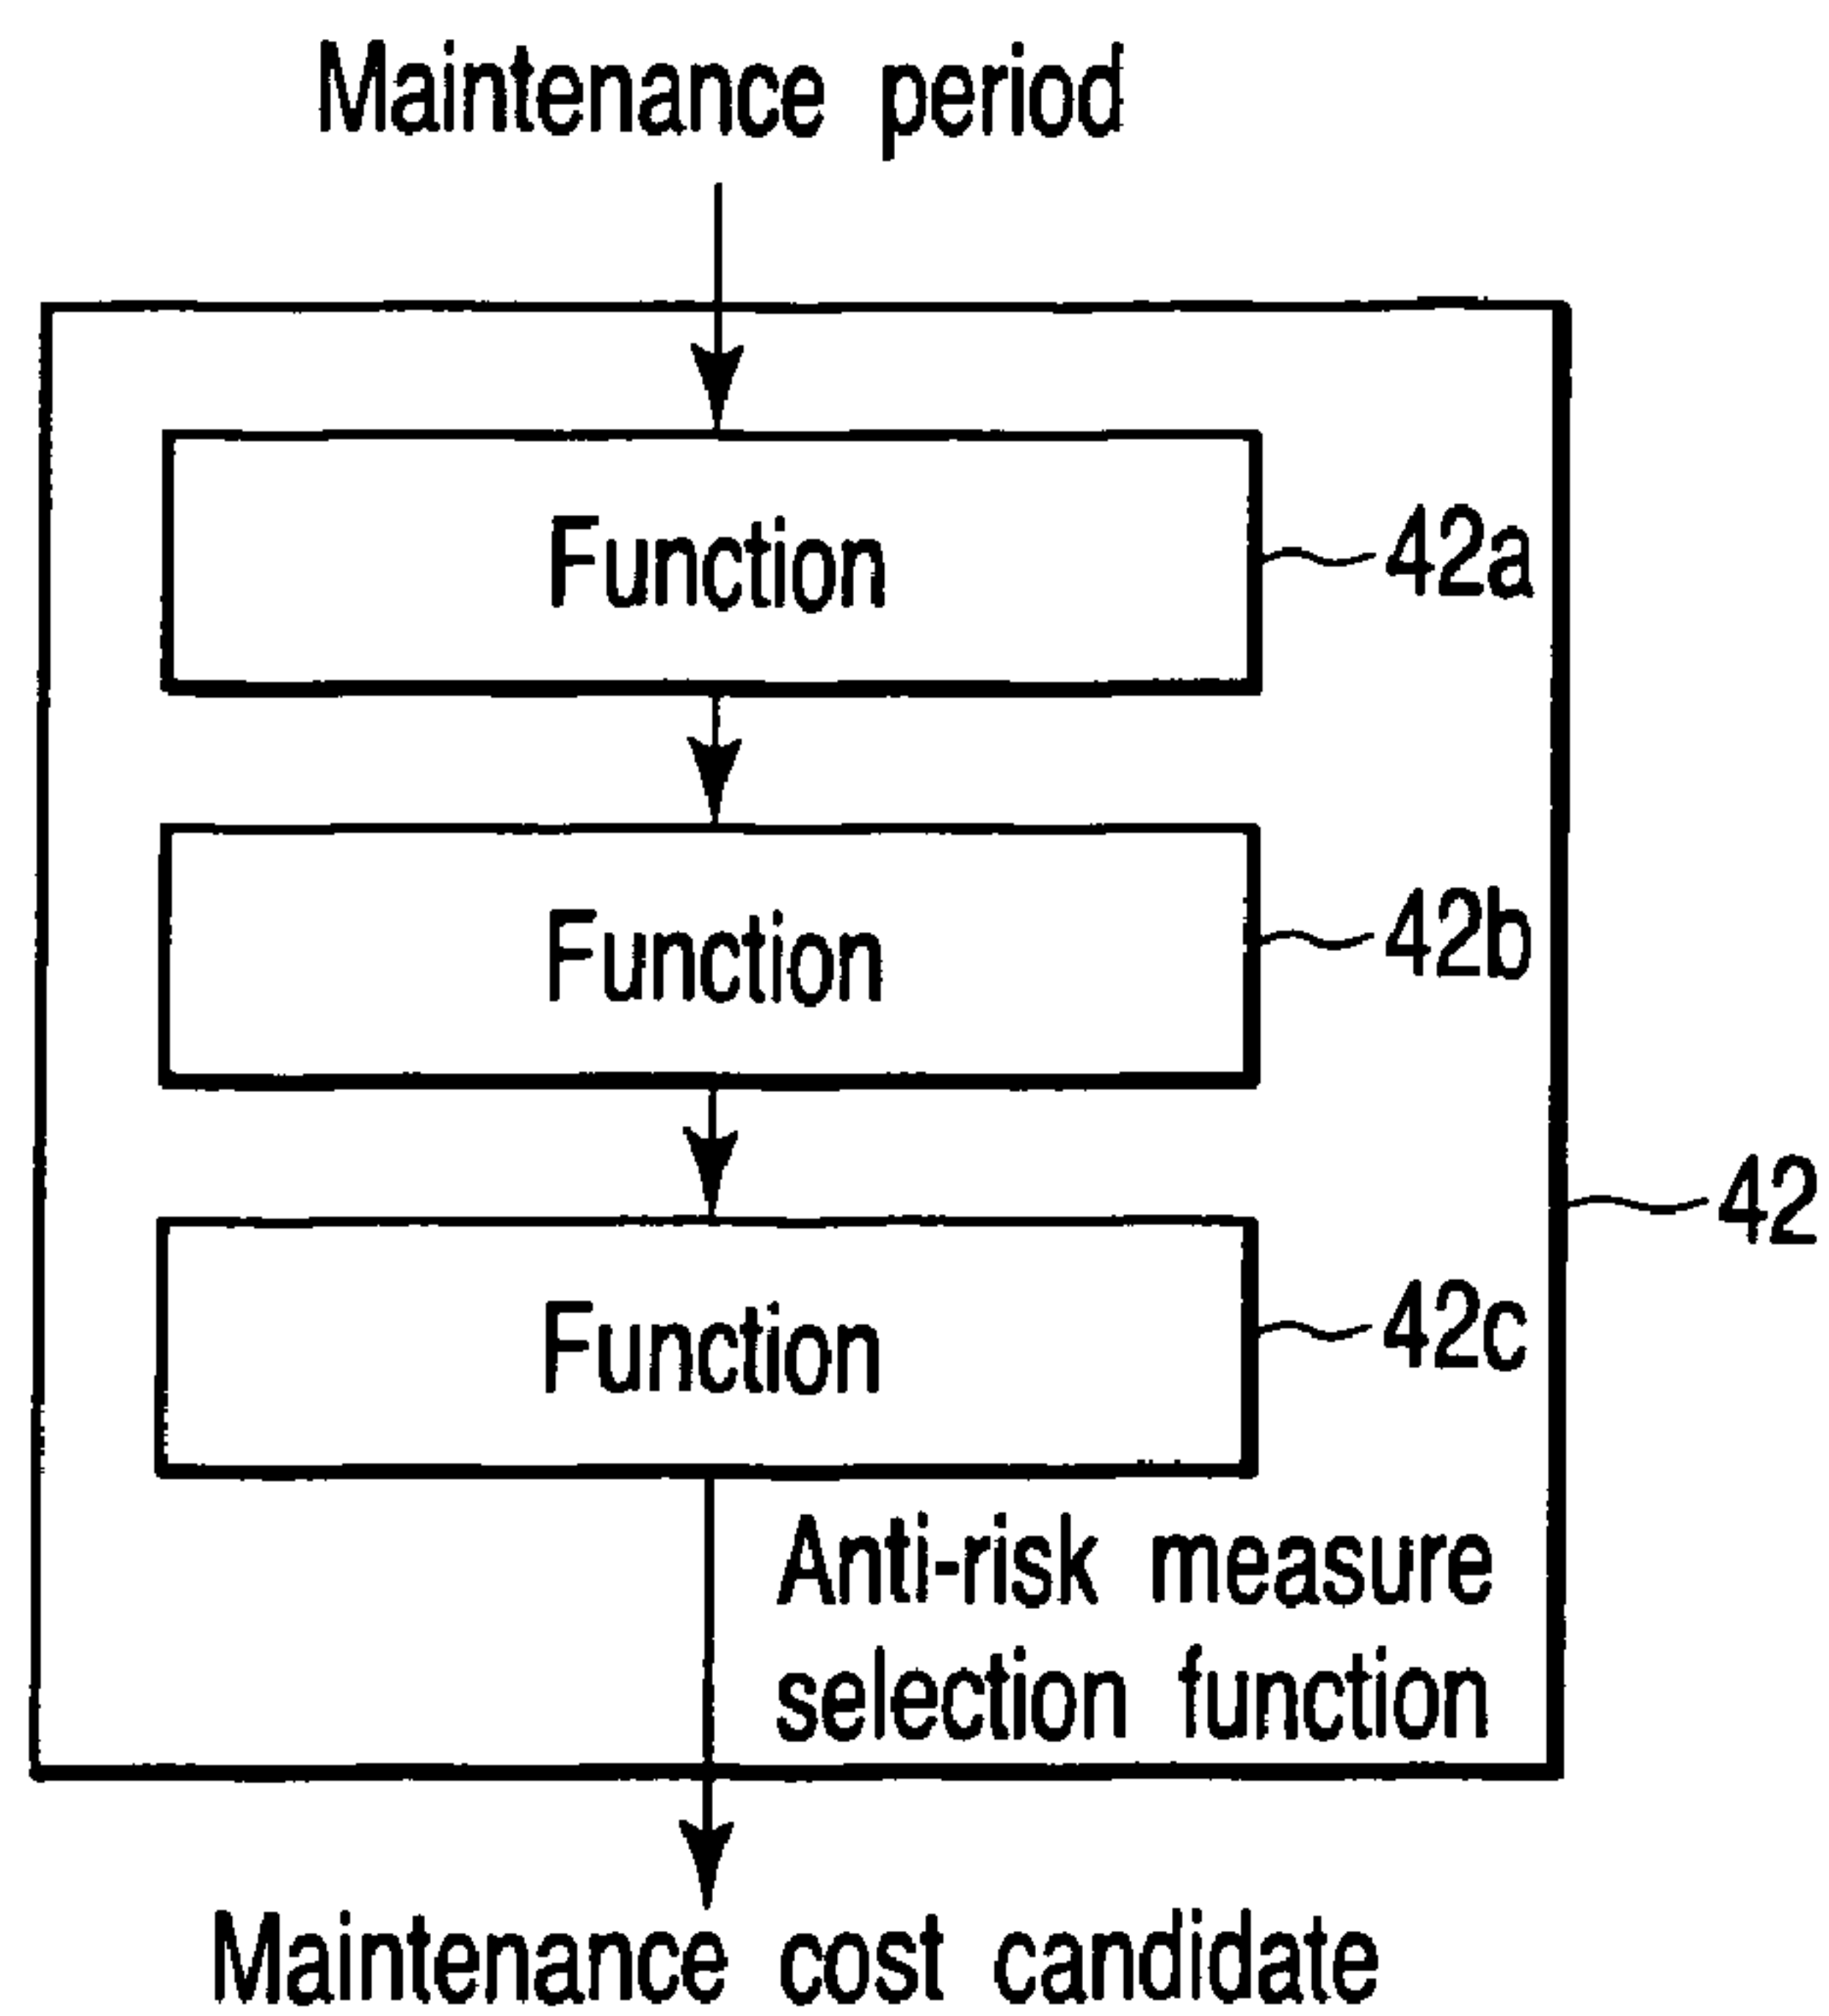 Maintenance period
Function
42a
Function
42b
42
Function
42c
Anti-risk measure
selection function
Maintenance cost candidate